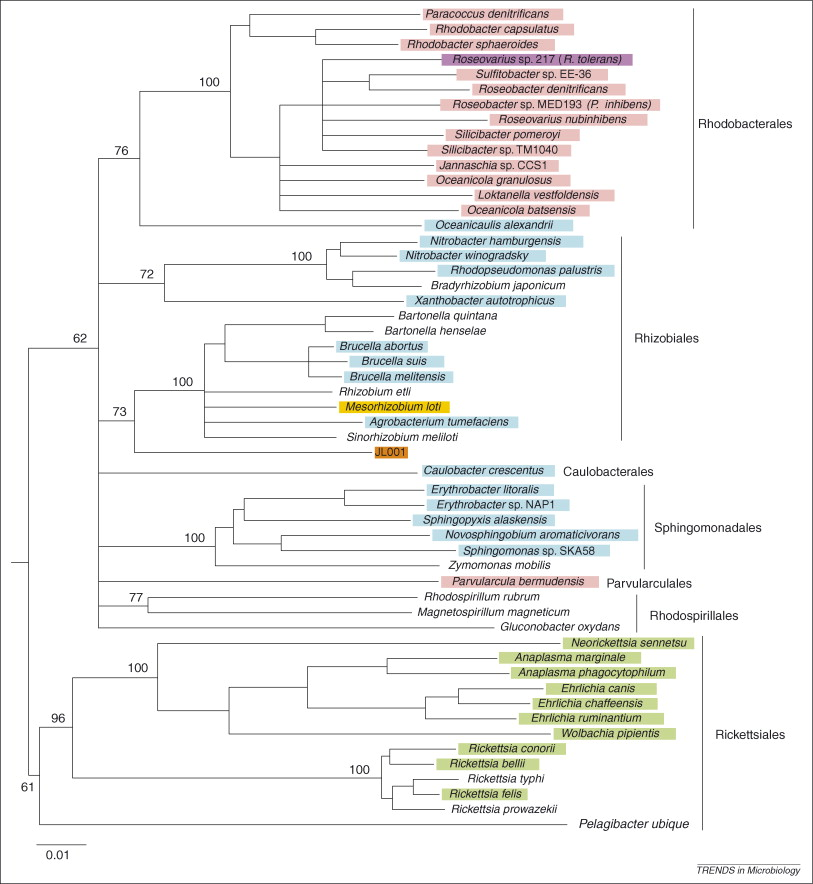 Paracoccus denitrificans
Rhodobacter capsulatus
Rhodobacter sphaeroides
Roseovarius sp. 217 (R. tolerans)
Sulfitobacter sp. EE-36
100
Roseobacter denitrificans
Roseobacter sp. MED193 (P. inhibens)
Roseovarius nubinhibens
Rhodobacterales
Silicibacter pomeroyi
76
Silicibacter sp. TM1040
Jannaschia sp. CCS1
Oceanicola granulosus
Loktanella vestfoldensis
Oceanicola batsensis
Oceanicaulis alexandrii
Nitrobacter hamburgensis
100
Nitrobacter winogradsky
72
Rhodopseudomonas palustris
Bradyrhizobium japonicum
Xanthobacter autotrophicus
Bartonella quintana
Bartonella henselae
62
Rhizobiales
Brucella abortus
Brucella suis
Brucella melitensis
100
Rhizobium etli
Mesorhizobium loti
73
Agrobacterium tumefaciens
Sinorhizobium meliloti
JL001
Caulobacter crescentus
Caulobacterales
Erythrobacter litoralis
Erythrobacter sp. NAP1
Sphingopyxis alaskensis
Sphingomonadales
100
Novosphingobium aromaticivorans
Sphingomonas sp. SKA58
Zymomonas mobilis
Parvularcula bermudensis
Parvularculales
77
Rhodospirillum rubrum
Magnetospirillum magneticum
Rhodospirillales
Gluconobacter oxydans
Neorickettsia sennetsu
100
Anaplasma marginale
Anaplasma phagocytophilum
Ehrlichia canis
Ehrlichia chaffeensis
96
Ehrlichia ruminantium
Wolbachia pipientis
Rickettsiales
Rickettsia conorii
Rickettsia bellii
100
Rickettsia typhi
61
Rickettsia felis
Rickettsia prowazekii
Pelagibacter ubique
0.01
TRENDS in Microbiology